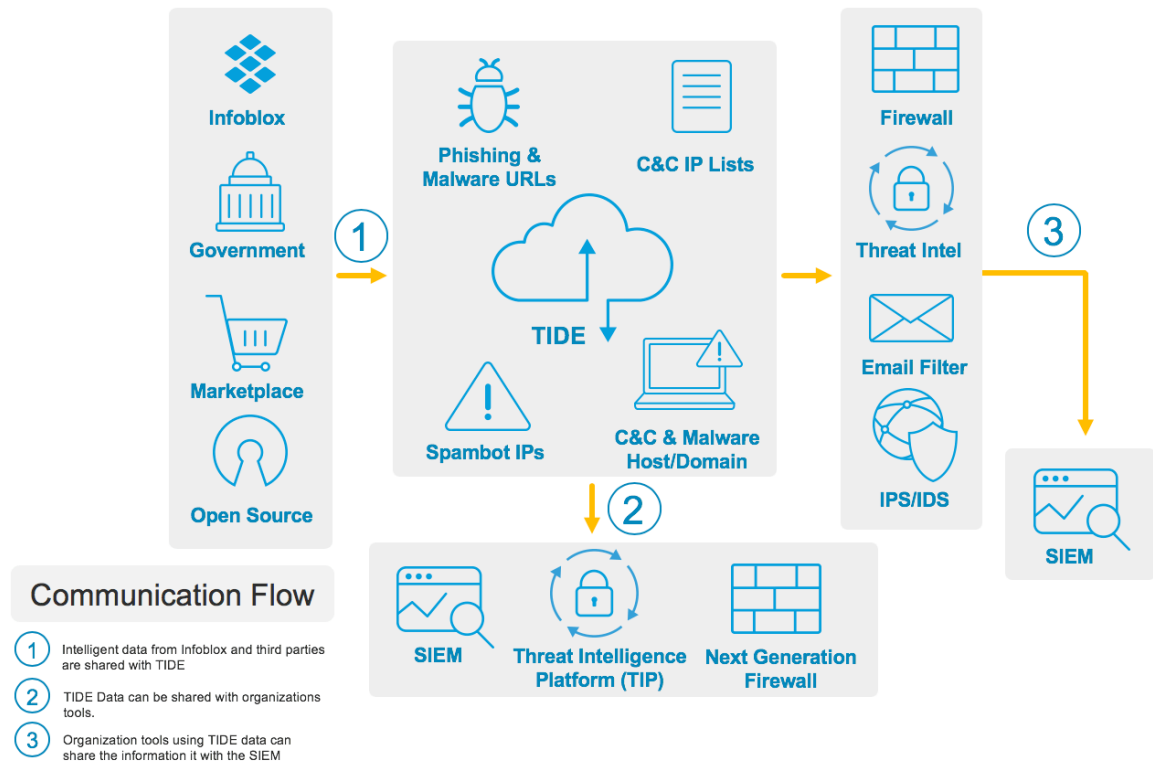 Infoblox
Government
Marketplace
Open Source
1
Phishing &
Malware URLs
C&C IP Lists
TIDE
Spambot IPs
C&C & Malware
Host/Domain
Firewall
Threat Intel
Email Filter
IPS/IDS
3
SIEM
2
SIEM
Threat Intelligence
Platform (TIP)
Next Generation
Firewall
Communication Flow
1
Intelligent data from Infoblox and third parties
are shared with TIDE
2
TIDE Data can be shared with organizations
tools.
3
Organization tools using TIDE data can
share the information it with the SIEM